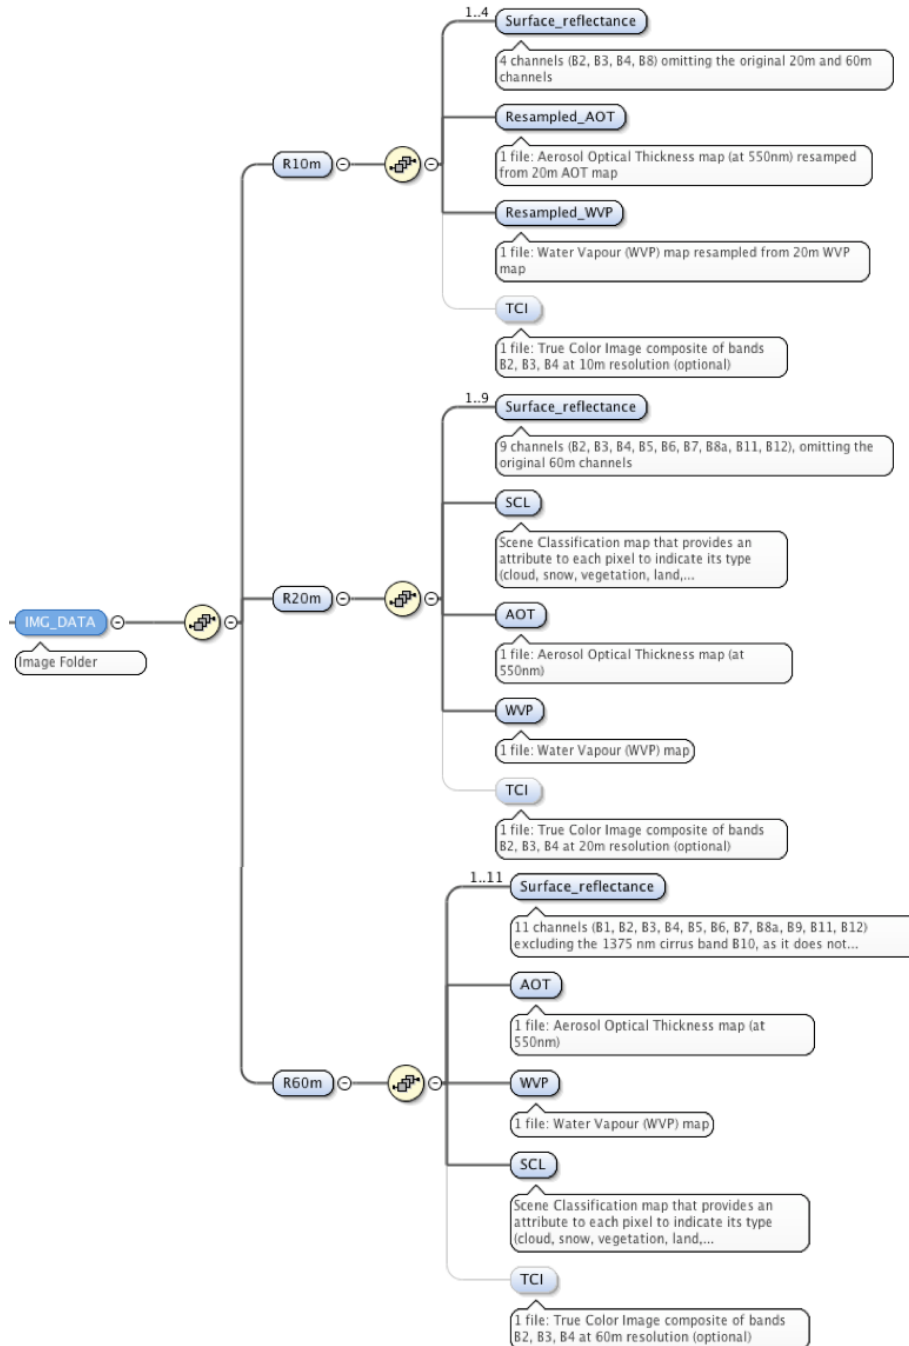 1..4
Surface_reflectance
4 channels (B2, B3, B4, B8) omitting the original 20m and 60m
channels
Resampled_AOT
1 file: Aerosol Optical Thickness map (at 550nm) resamped
from 20m AOT map
R10m
Resampled_WVP
1 file: Water Vapour (WVP) map resampled from 20m WVP
map
TCI
1 file: True Color Image composite of bands
B2, B3, B4 at 10m resolution (optional)
1..9
Surface_reflectance
9 channels (B2, B3, B4, B5, B6, B7, B8a, B11, B12), omitting the
original 60m channels
SCL
Scene Classification map that provides an
attribute to each pixel to indicate its type
(cloud, snow, vegetation, land,...
R20m
AOT
1 file: Aerosol Optical Thickness map (at
550nm)
IMG_DATA
Image Folder
WVP
1 file: Water Vapour (WVP) map
TCI
1 file: True Color Image composite of bands
B2, B3, B4 at 20m resolution (optional)
1..11
Surface_reflectance
11 channels (B1, B2, B3, B4, B5, B6, B7, B8a, B9, B11, B12)
excluding the 1375 nm cirrus band B10, as it does not...
AOT
1 file: Aerosol Optical Thickness map (at
550nm)
R60m
WVP
1 file: Water Vapour (WVP) map
SCL
Scene Classification map that provides an
attribute to each pixel to indicate its type
(cloud, snow, vegetation, land,...
TCI
1 file: True Color Image composite of bands
B2, B3, B4 at 60m resolution (optional)